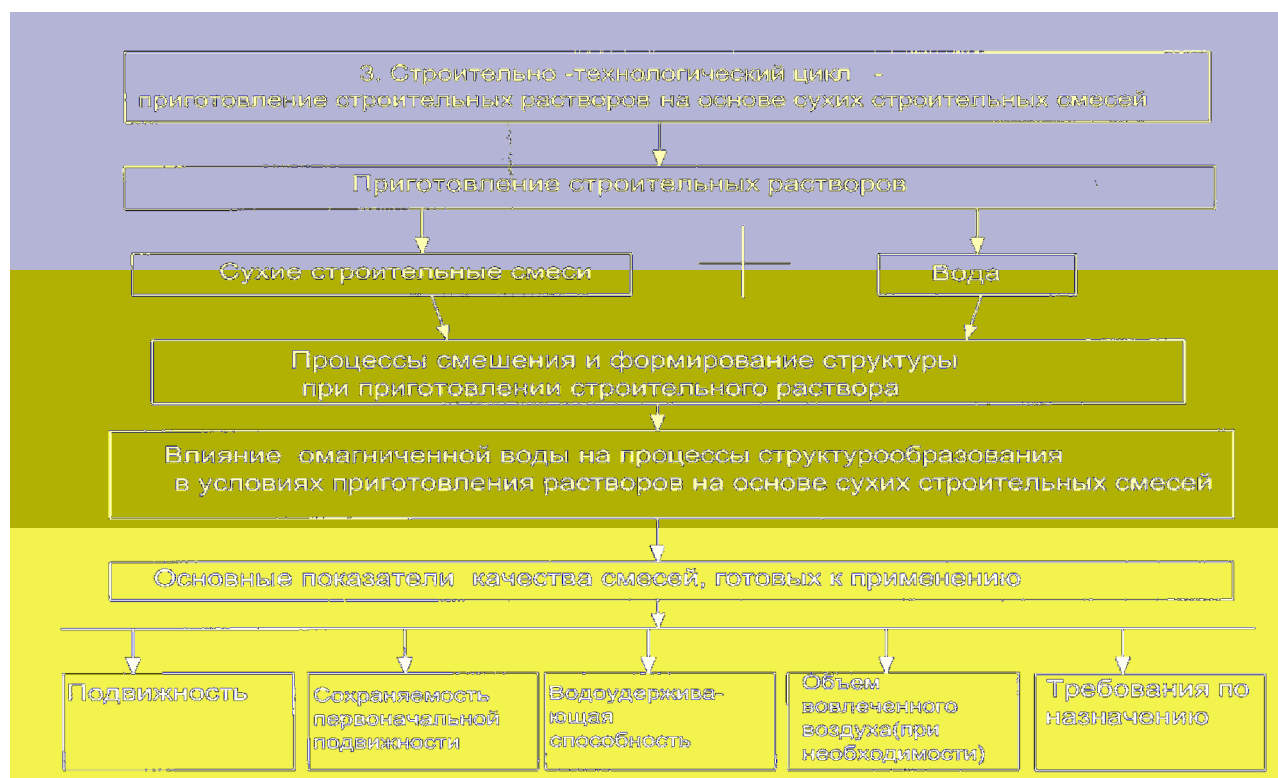 3. Строительно -технологический цикл -
приготовление строительных растворов на основе сухих строительных смесей
Приготовление строительных растворов
Сухие строительные смеси
Вода
Процессы смешения и формирование структуры
при приготовлении строительного раствора
Влияние омагниченной воды на процессы структурообразования
в условиях приготовления растворов на основе сухих строительных смесей
Основные показатели качества смесей, готовых к применению
Подвижность
Сохраняемость
первоначальной
подвижности
Водоудержива-
ющая
способность
Объем
вовлеченного
воздуха(при
необходимости)
Требования по
назначению